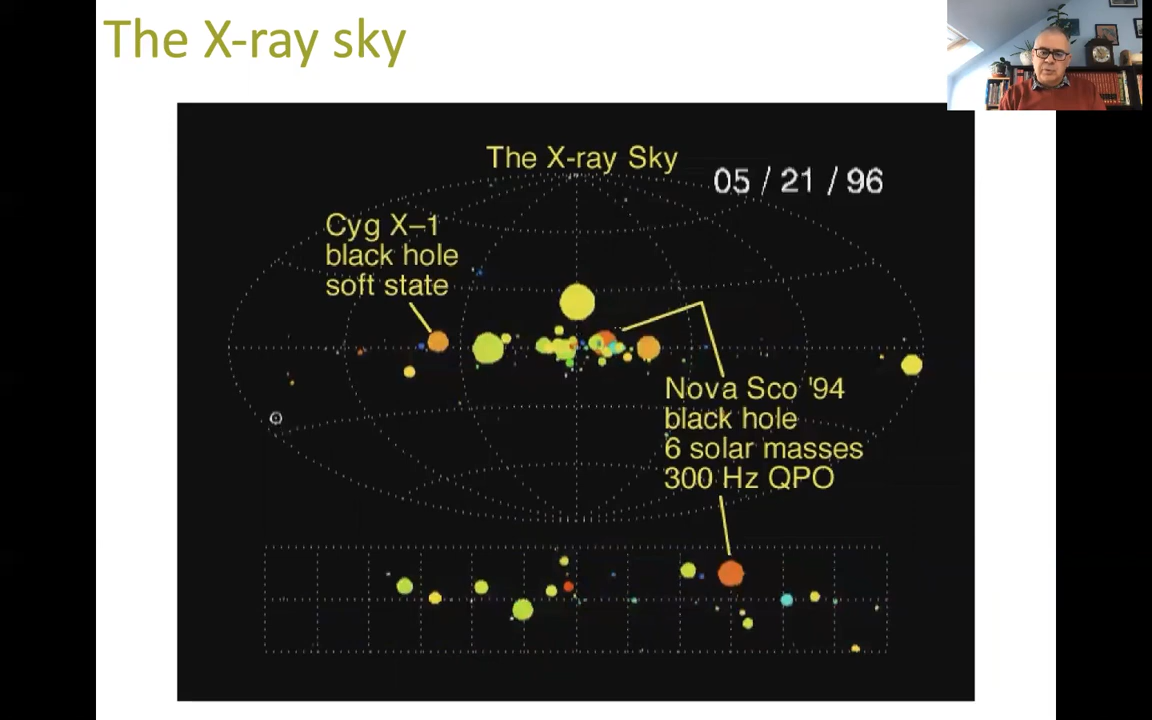 The X-ray sky
The X-ray Sky
05 / 21 / 96
Cyg X–1
black hole
soft state
Nova Sco '94
black hole
6 solar masses
300 Hz QPO